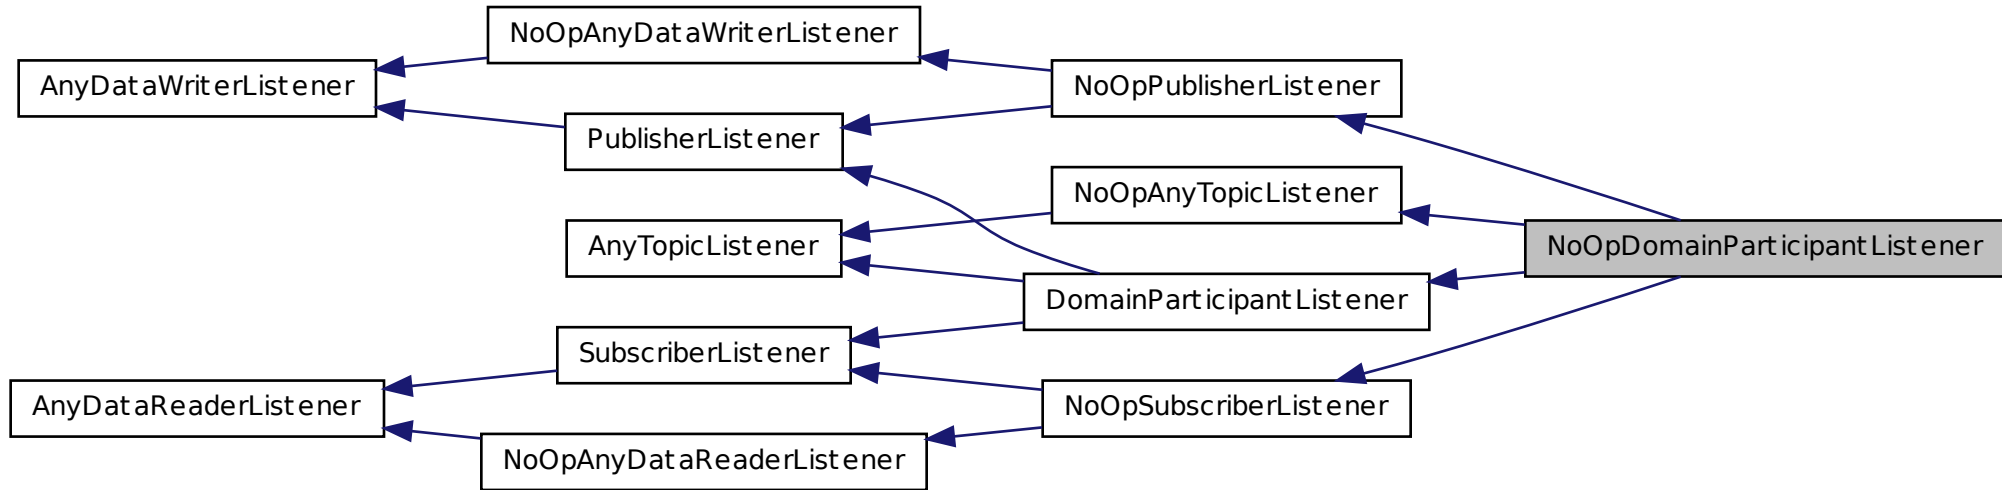 NoOpAnyDataWriterListener
AnyDataWriterListener
NoOpPublisherListener
PublisherListener
NoOpAnyTopicListener
AnyTopicListener
NoOpDomainParticipantListener
DomainParticipantListener
SubscriberListener
AnyDataReaderListener
NoOpSubscriberListener
NoOpAnyDataReaderListener